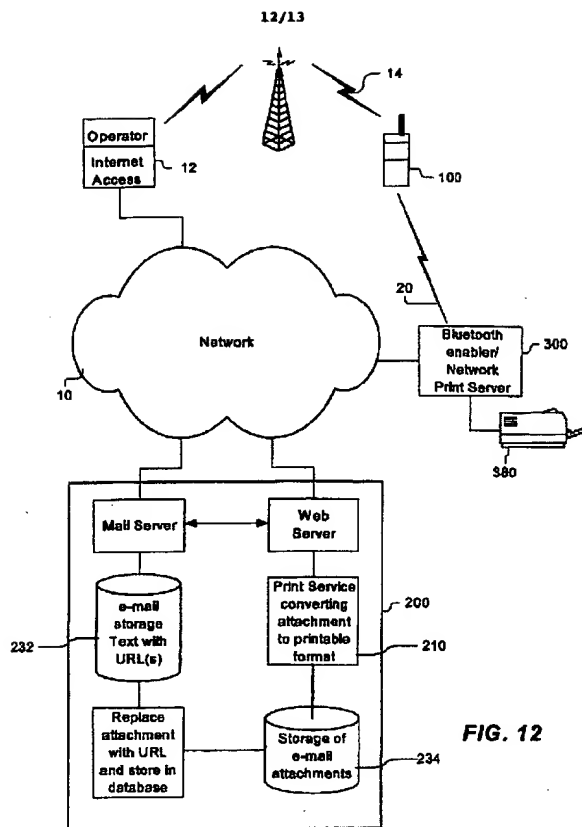 12/13
14
Operator
Internet
Access
12
100
20
Network
10
Bluetooth
enabler/
Network
Print Server
300
380
Mail Server
Web
Server
e-mail
storage
Text with
URL(s)
232
Print Service
converting
attachment
to printable
format
200
210
Replace
attachment
with URL
and store in
database
Storage of
e-mail
attachments
234
FIG. 12